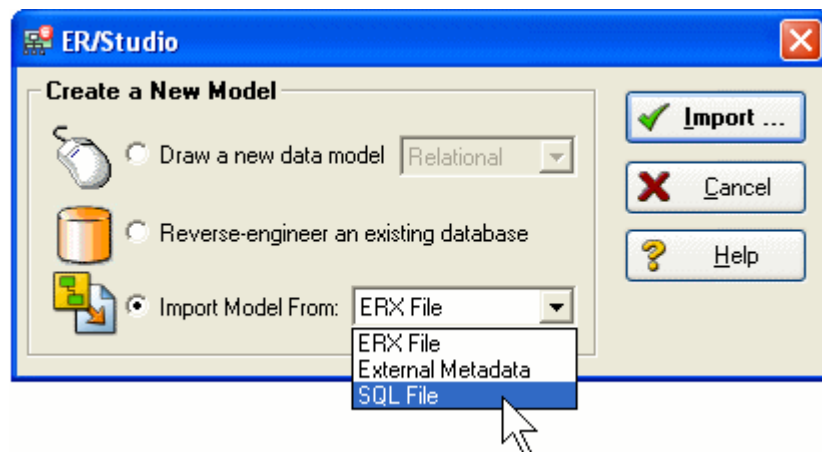 ER/Studio
Create a New Model
Draw a new data model Relational
Reverse-engineer an existing database
Import Model From: ERX File
ERX File
External Metadata
SQL File
Import ...
Cancel
Help